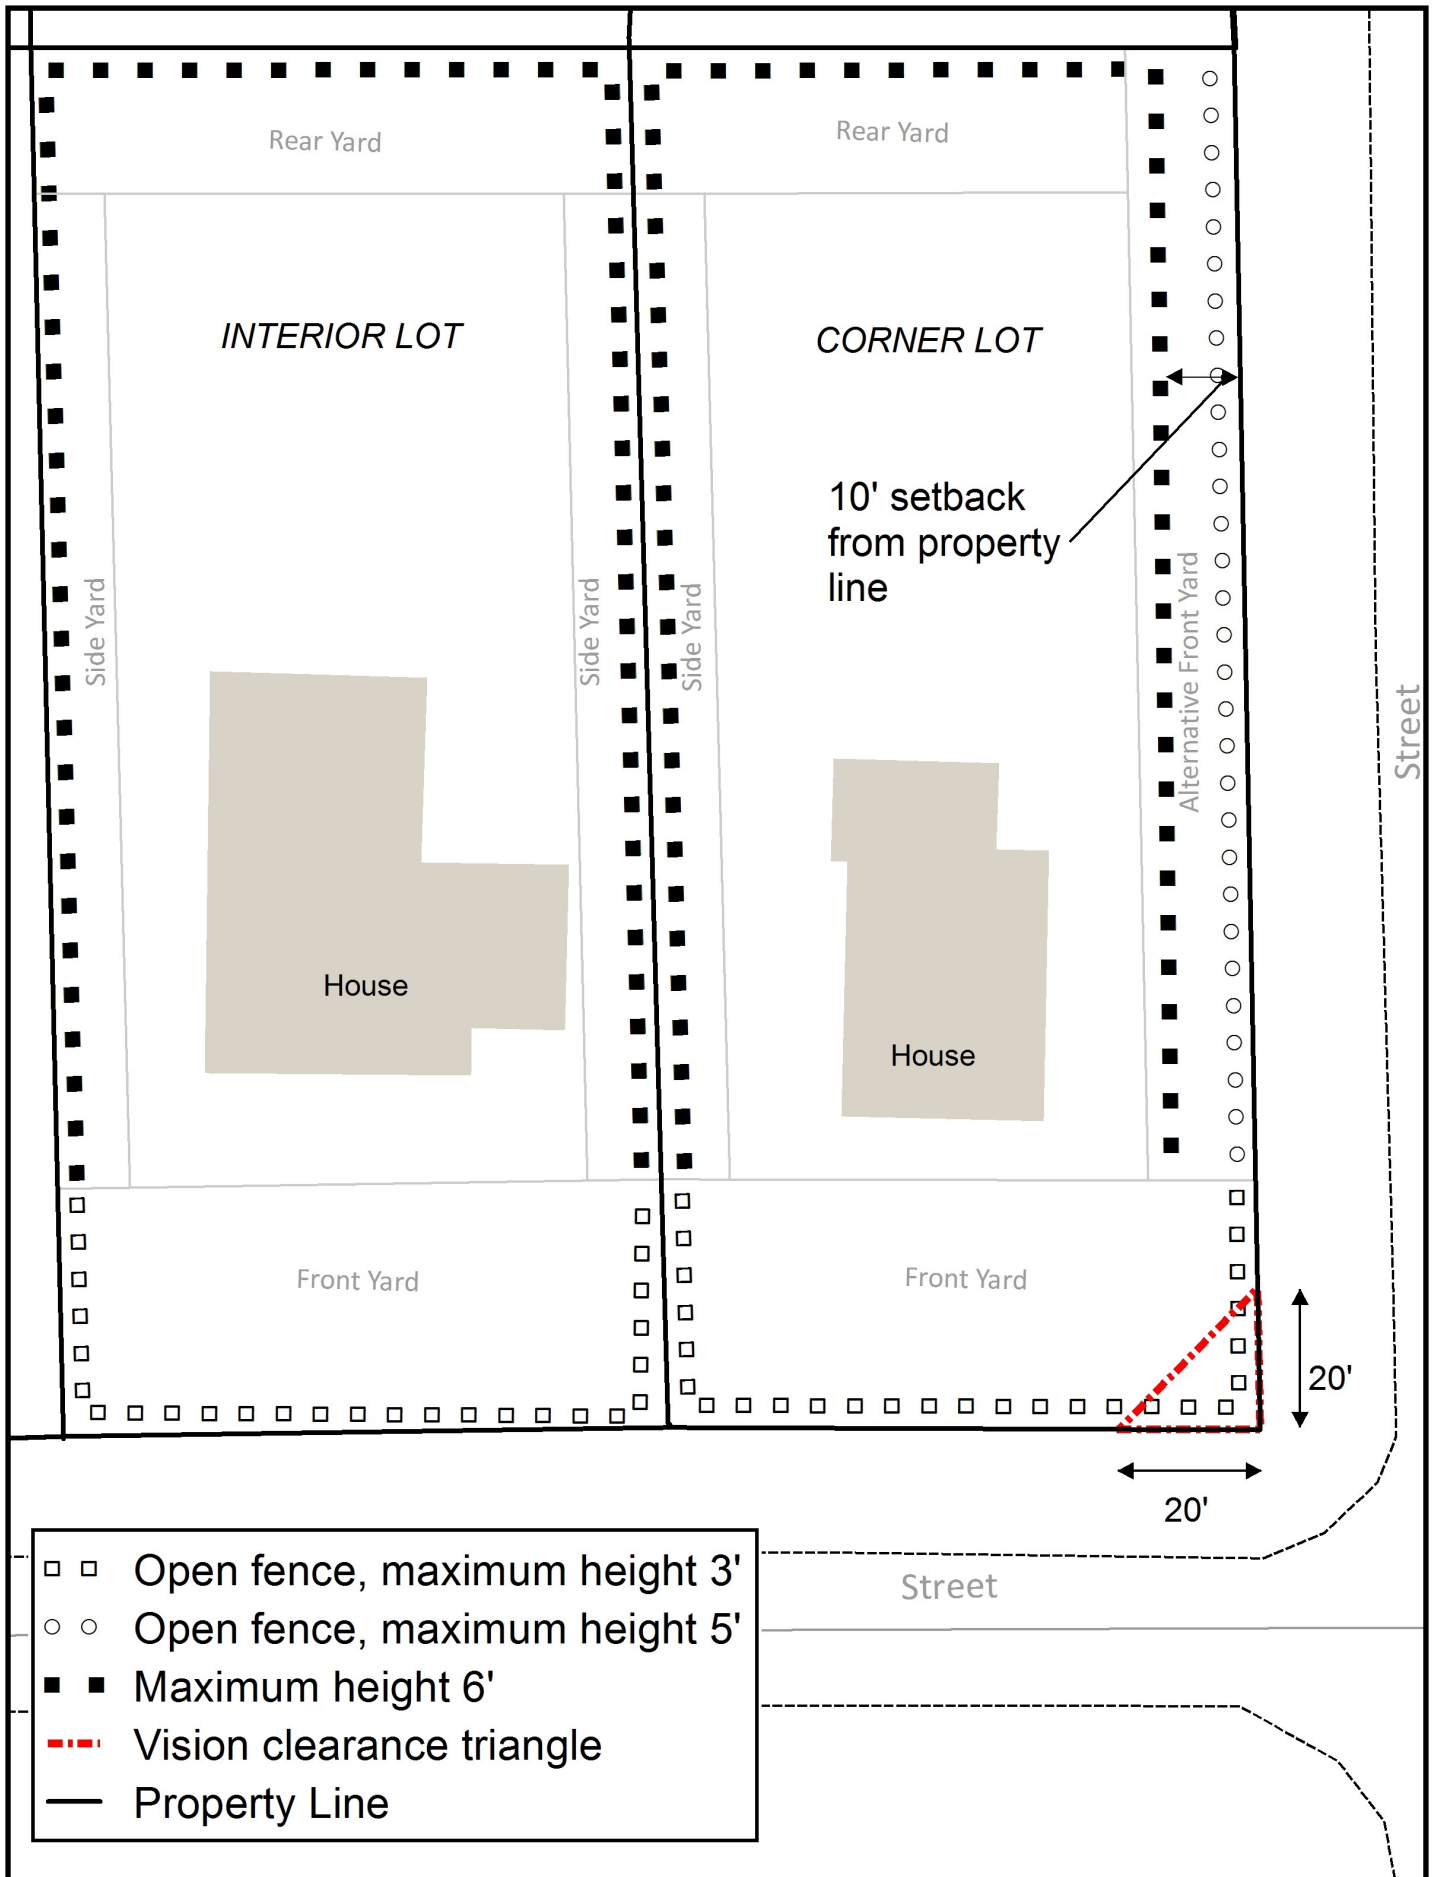 Rear Yard
Rear Yard
INTERIOR LOT
CORNER LOT
10' setback
from property
line
Side Yard
Side Yard
Side Yard
Alternative Front Yard
Street
House
House
Front Yard
Front Yard
20'
20'
Open fence, maximum height 3'
Open fence, maximum height 5'
Maximum height 6'
Vision clearance triangle
Property Line
Street